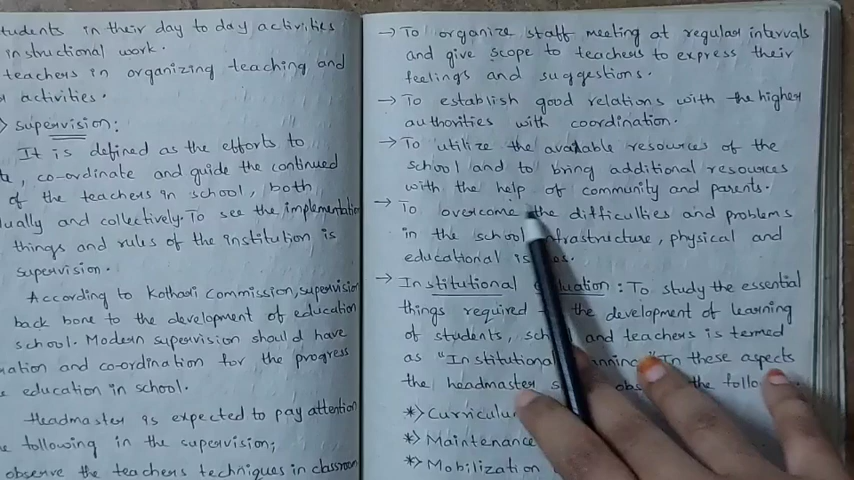 students in their day to day activities
instructional work.
teachers in organizing teaching and
activities.
supervision:
It is defined as the efforts to
co-ordinate and guide the continued
of the teachers in school, both
and collectively. To see the implementation
things and rules of the institution is
supervision.
According to Kothari Commission, supervision
back bone to the development of education
school. Modern supervision should have
and co-ordination for the progress
education in school.
Headmaster is expected to pay attention
following in the supervision;
observe the teachers techniques in classroom
→ To organize staff meeting at regular intervals
and give scope to teachers to express their
feelings and suggestions.
→ To establish good relations with the higher
authorities with coordination.
→ To utilize the available resources of the
school and to bring additional resources
with the help of community and parents.
→ To overcome the difficulties and problems
in the school infrastructure, physical and
educational
→ Institutional : To study the essential
things required the development of learning
of students, and teachers is termed
as "Institutional " In these aspects
the headmaster the
*>
*> Maintenance
*> Mobilization